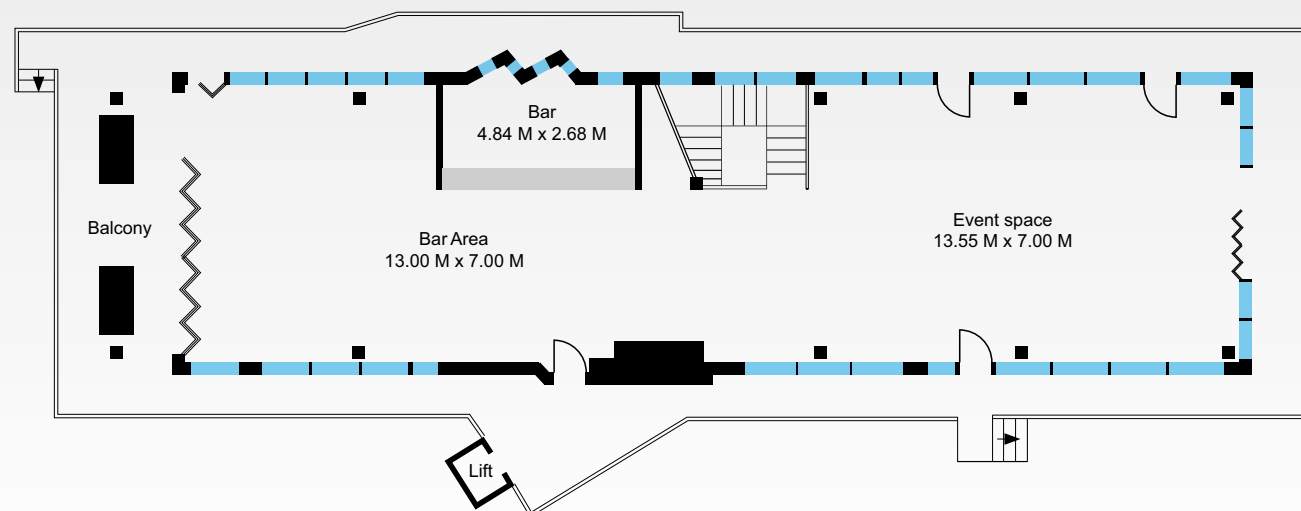 Bar
4.84 M x 2.68 M
Balcony
Bar Area
13.00 M x 7.00 M
Event space
13.55 M x 7.00 M
Lift